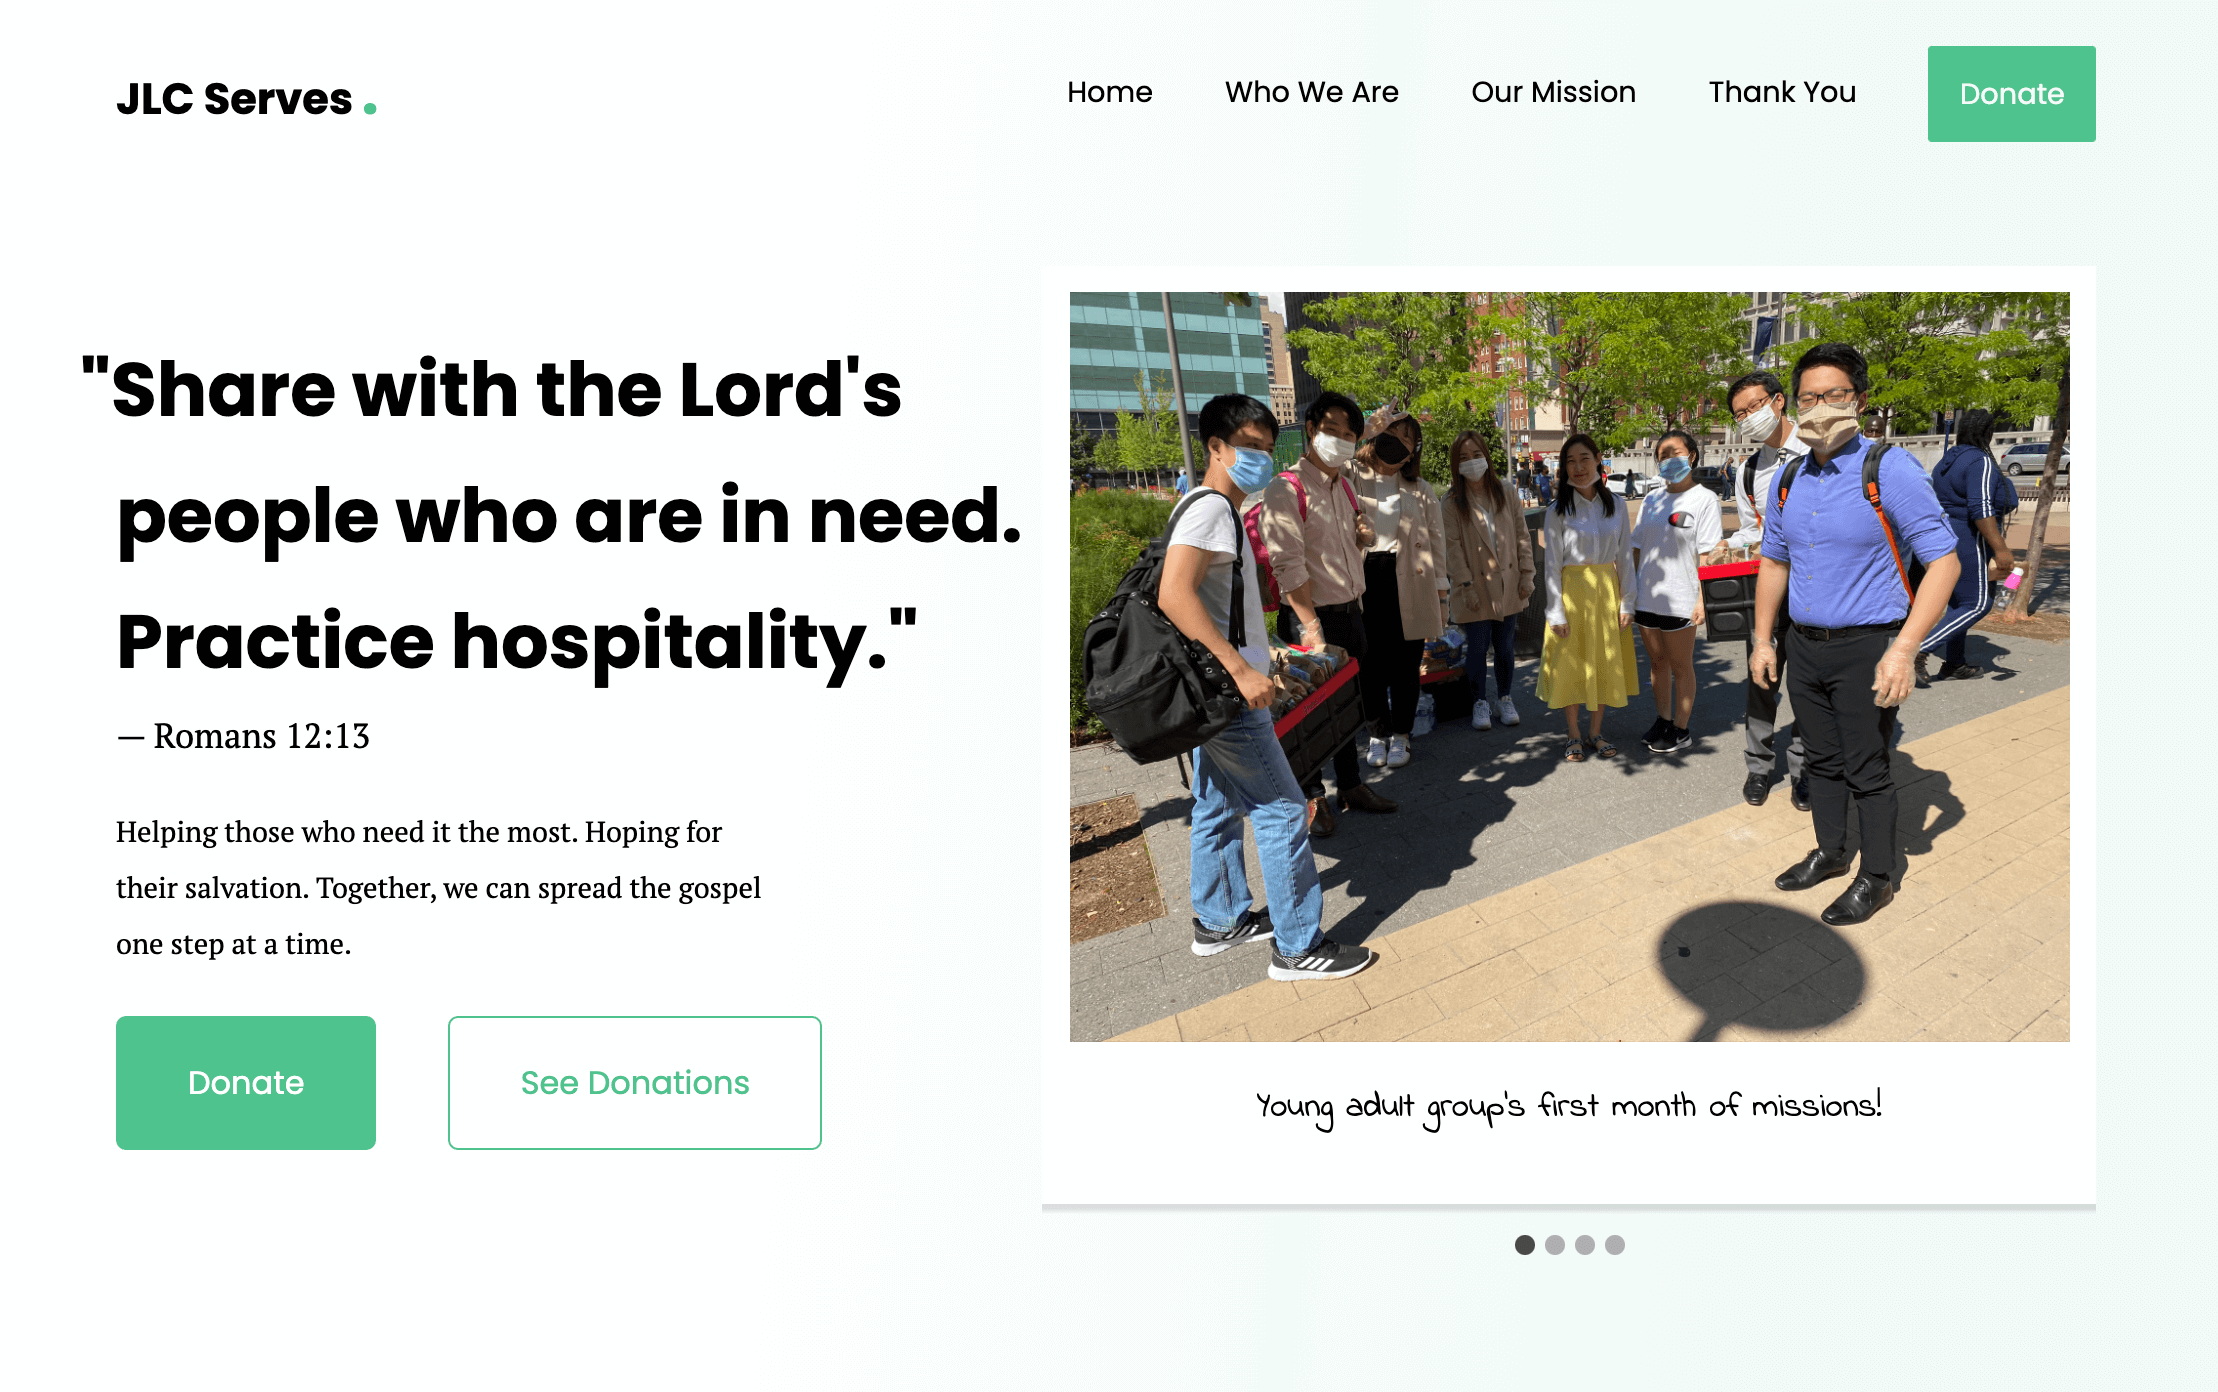 JLC Serves .
Home
Who We Are
Our Mission
Thank You
Donate
"Share with the Lord's
people who are in need.
Practice hospitality."
— Romans 12:13
Helping those who need it the most. Hoping for
their salvation. Together, we can spread the gospel
one step at a time.
Donate
See Donations
Young adult group's first month of missions!